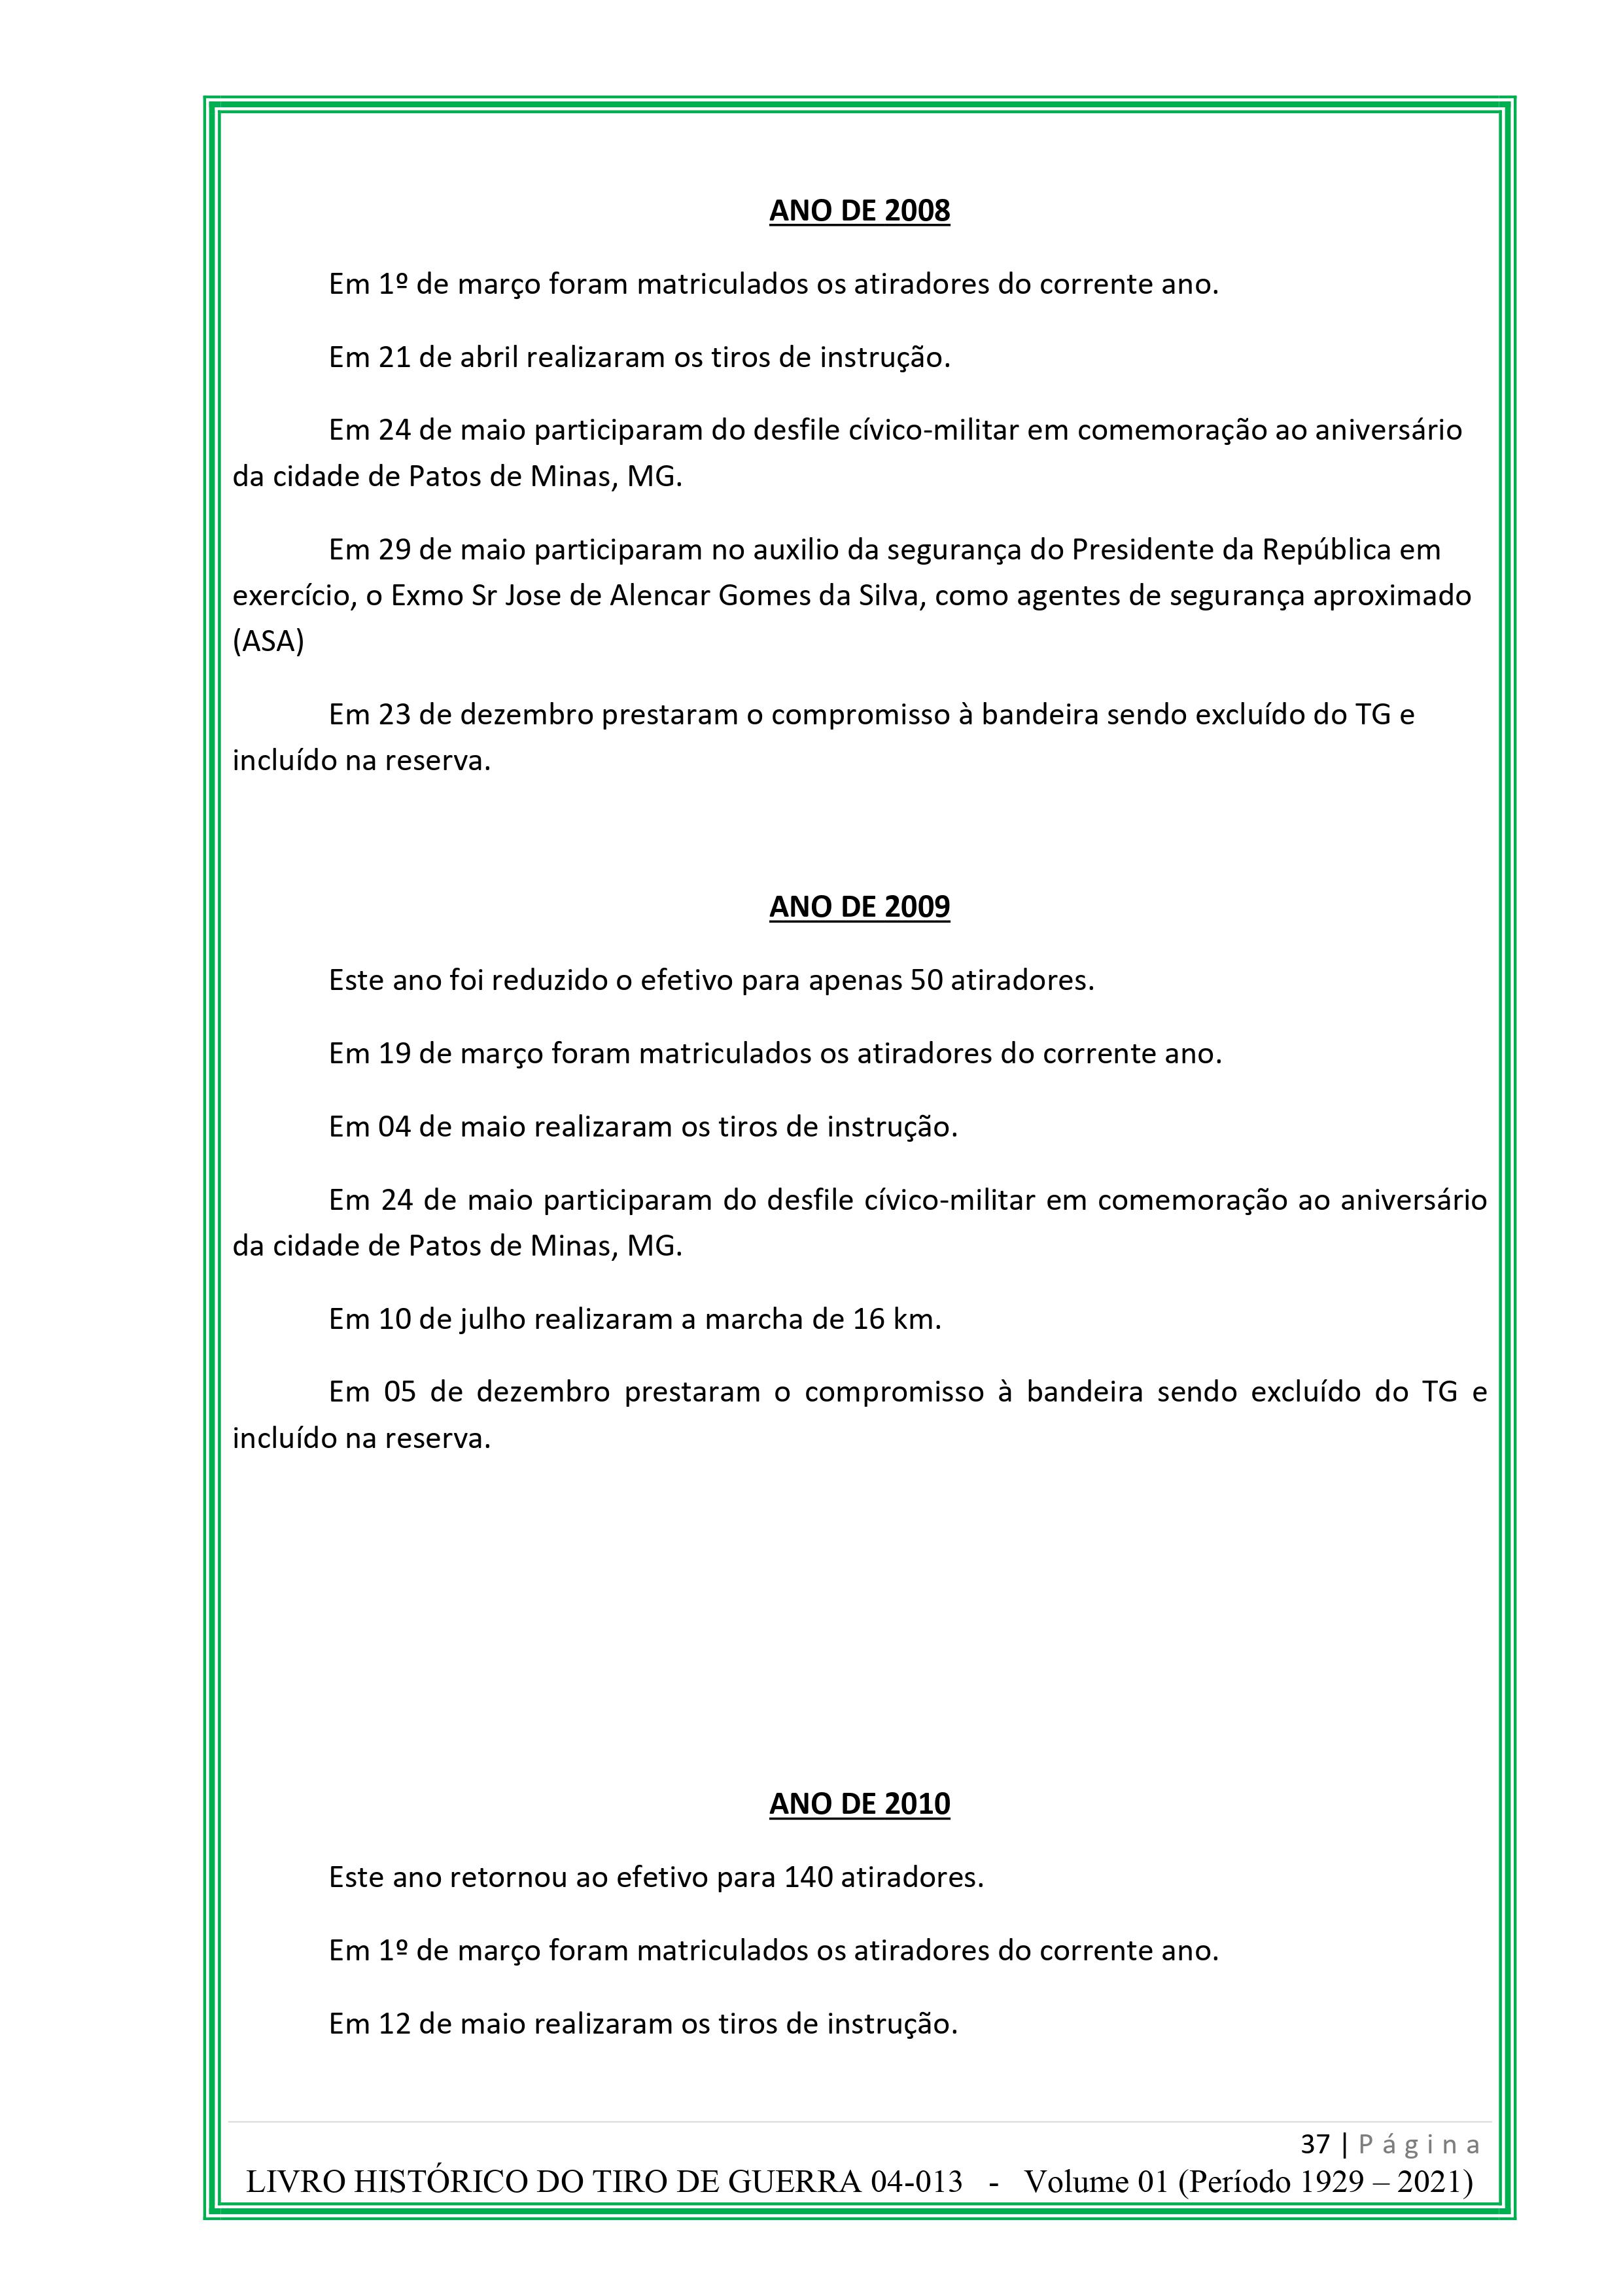 ANO DE 2008
Em 1º de março foram matriculados os atiradores do corrente ano.
Em 21 de abril realizaram os tiros de instrução.
Em 24 de maio participaram do desfile cívico-militar em comemoração ao aniversário
da cidade de Patos de Minas, MG.
Em 29 de maio participaram no auxilio da segurança do Presidente da República em
exercício, o Exmo Sr Jose de Alencar Gomes da Silva, como agentes de segurança aproximado
(ASA)
Em 23 de dezembro prestaram o compromisso à bandeira sendo excluído do TG e
incluído na reserva.
ANO DE 2009
Este ano foi reduzido o efetivo para apenas 50 atiradores.
Em 19 de março foram matriculados os atiradores do corrente ano.
Em 04 de maio realizaram os tiros de instrução.
Em 24 de maio participaram do desfile cívico-militar em comemoração ao aniversário
da cidade de Patos de Minas, MG.
Em 10 de julho realizaram a marcha de 16 km.
Em 05 de dezembro prestaram o compromisso à bandeira sendo excluído do TG e
incluído na reserva.
ANO DE 2010
Este ano retornou ao efetivo para 140 atiradores.
Em 1º de março foram matriculados os atiradores do corrente ano.
Em 12 de maio realizaram os tiros de instrução.
37 | Página
LIVRO HISTÓRICO DO TIRO DE GUERRA 04-013 - Volume 01 (Período 1929 – 2021)